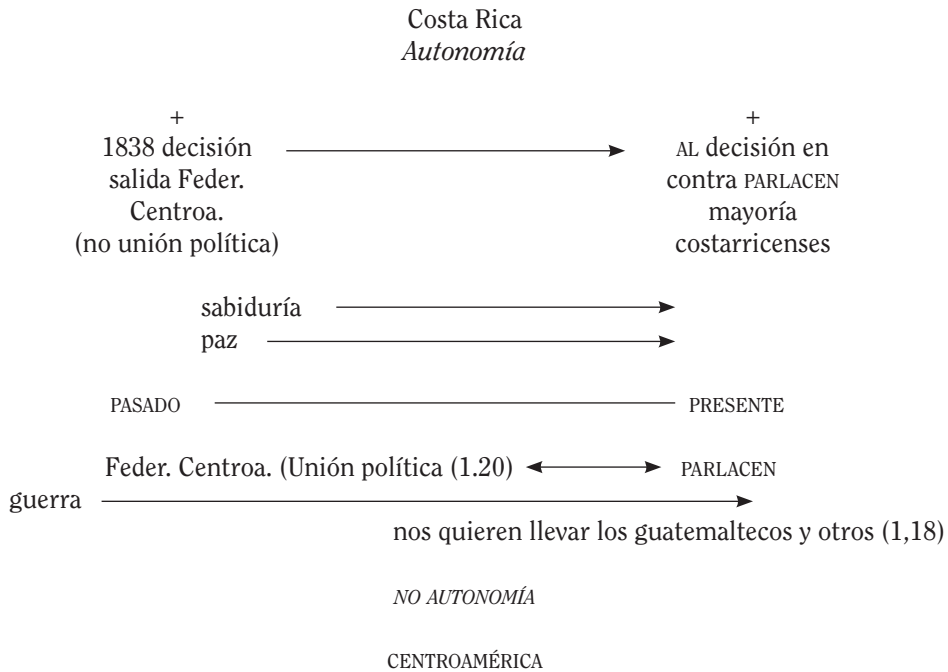 Costa Rica
Autonomía
+
1838 decisión
salida Feder.
Centroa.
(no unión política)
+
AL decisión en
contra PARLACEN
mayoría
costarricenses
sabiduría
paz
PASADO PRESENTE
Feder. Centroa. (Unión política (1.20) PARLACEN
guerra
nos quieren llevar los guatemaltecos y otros (1,18)
NO AUTONOMÍA
CENTROAMÉRICA